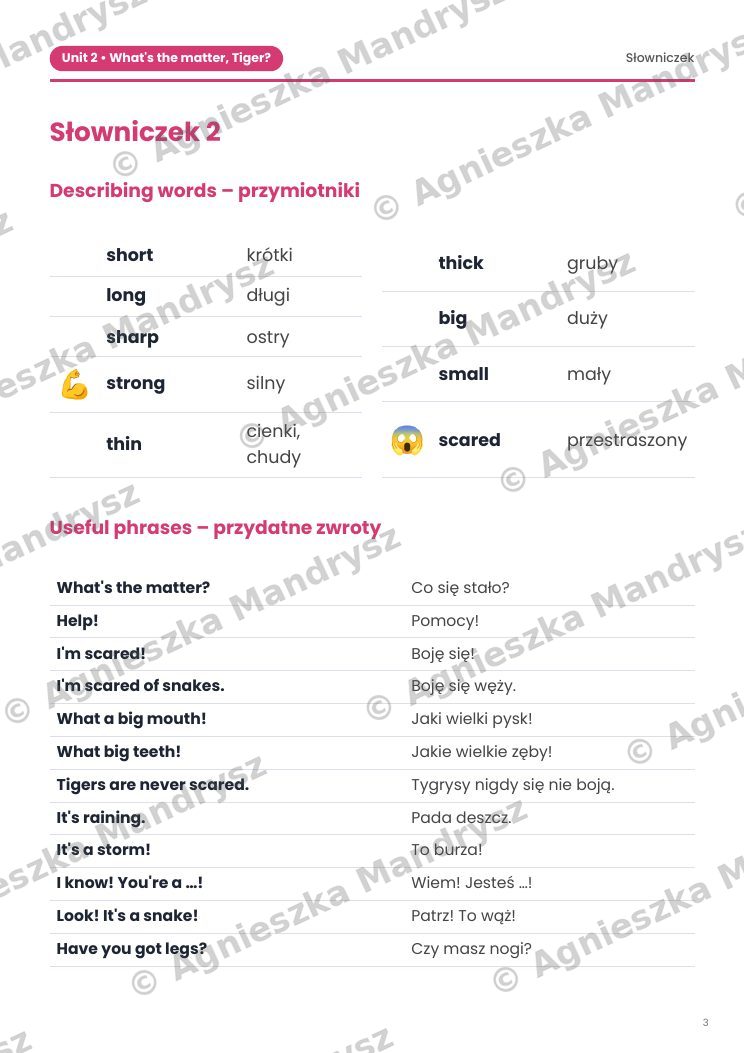 Unit 2 • What's the matter, Tiger?
Słowniczek
Słowniczek 2
Describing words – przymiotniki
short krótki
long długi
sharp ostry
strong silny
thin cienki,
chudy
thick gruby
big duży
small mały
scared przestraszony
Useful phrases – przydatne zwroty
What's the matter? Co się stało?
Help! Pomocy!
I'm scared! Boję się!
I'm scared of snakes. Boję się węży.
What a big mouth! Jaki wielki pysk!
What big teeth! Jakie wielkie zęby!
Tigers are never scared. Tygrysy nigdy się nie boją.
It's raining. Pada deszcz.
It's a storm! To burza!
I know! You're a …! Wiem! Jesteś …!
Look! It's a snake! Patrz! To wąż!
Have you got legs? Czy masz nogi?
3
© Agnieszka Mandrysz